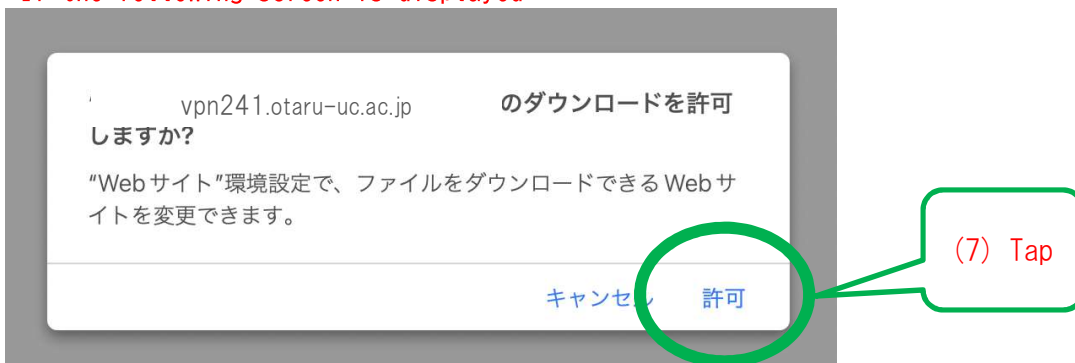 vpn241.otaru-uc.ac.jp のダウンロードを許可
しますか?
“Webサイト”環境設定で、ファイルをダウンロードできるWebサ
イトを変更できます。
キャンセル 許可
(7) Tap